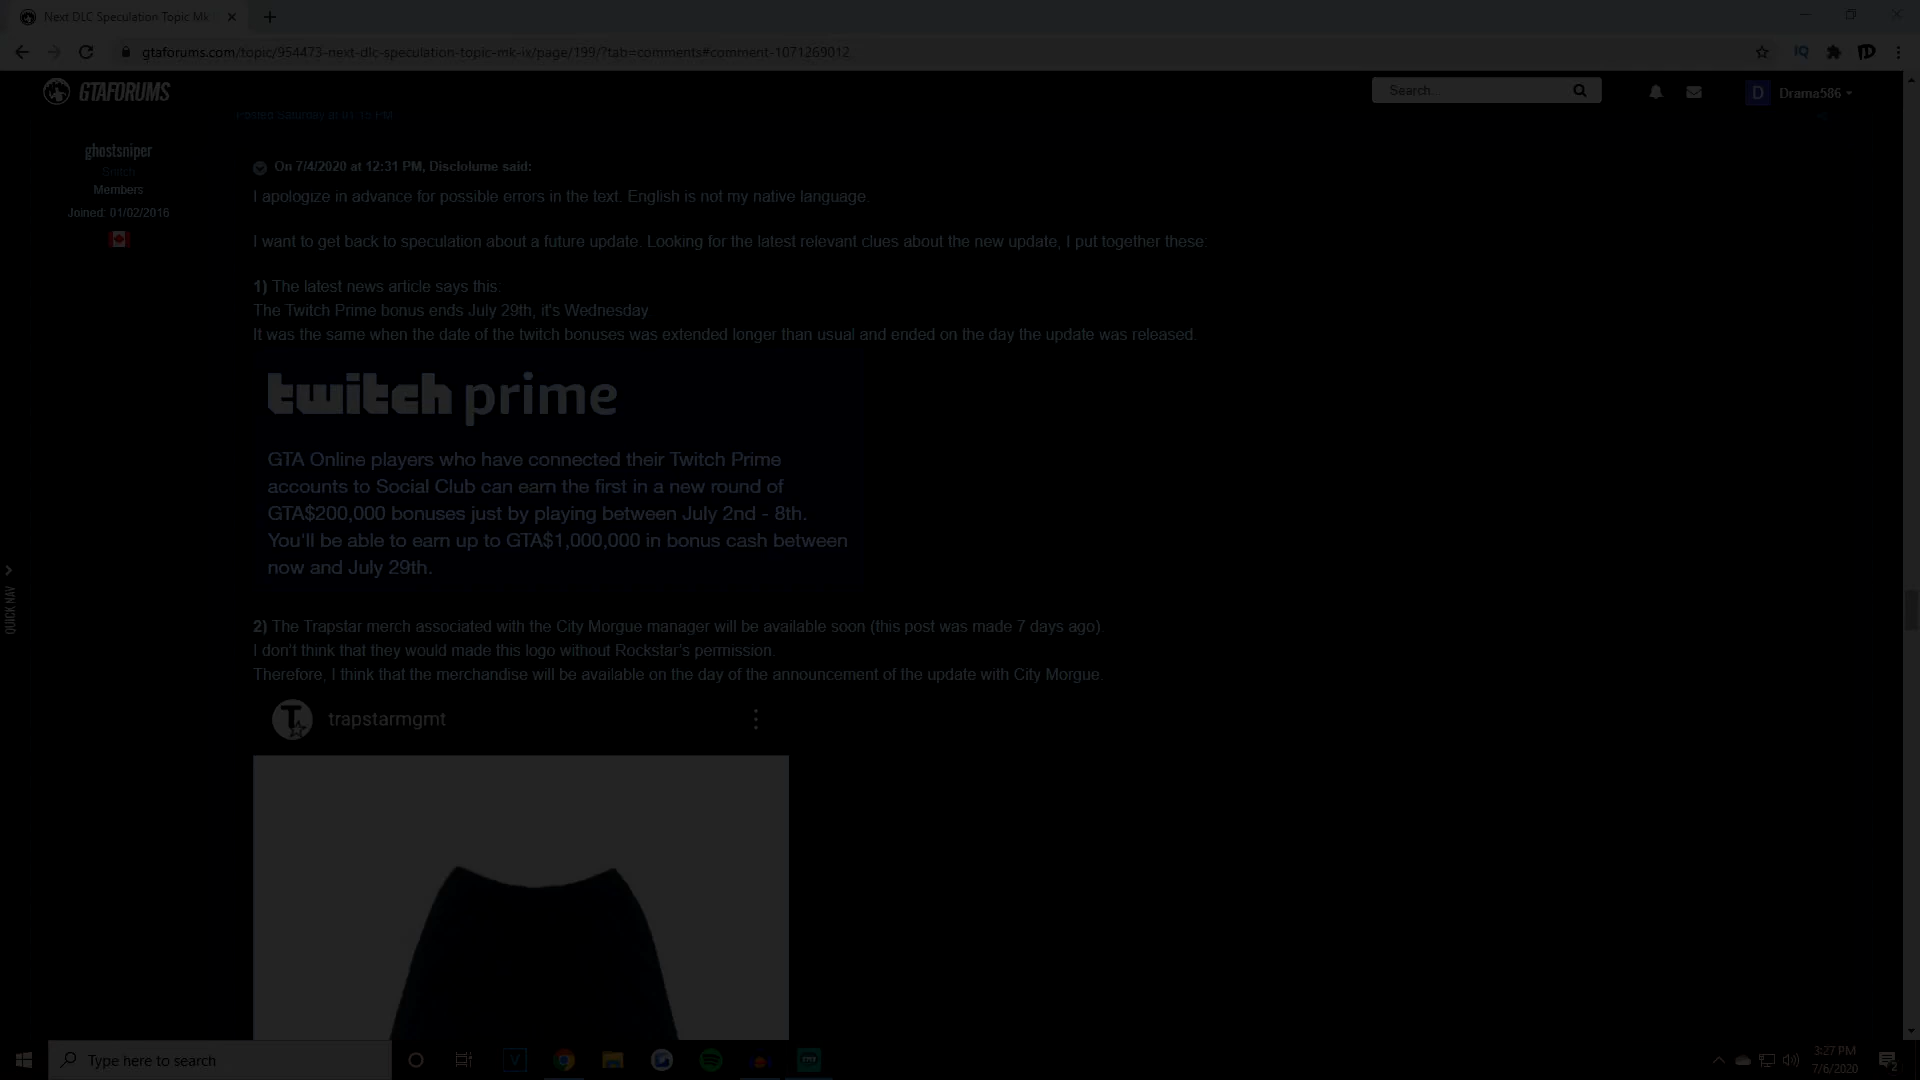 Next DLC Speculation Topic Mk
gtaforums.com/topic/954473-next-dlc-speculation-topic-mk-ix/page/199/?tab=comments#comment-1071269012
GTAFORUMS
Search...
D Drama586
Posted Saturday at 01:15 PM
ghostsniper
Snitch
Members
Joined: 01/02/2016
On 7/4/2020 at 12:31 PM, Disclolume said:
I apologize in advance for possible errors in the text. English is not my native language.
I want to get back to speculation about a future update. Looking for the latest relevant clues about the new update, I put together these:
1) The latest news article says this:
The Twitch Prime bonus ends July 29th, it's Wednesday
It was the same when the date of the twitch bonuses was extended longer than usual and ended on the day the update was released.
twitch prime
GTA Online players who have connected their Twitch Prime
accounts to Social Club can earn the first in a new round of
GTA$200,000 bonuses just by playing between July 2nd - 8th.
You'll be able to earn up to GTA$1,000,000 in bonus cash between
now and July 29th.
QUICK NAV
2) The Trapstar merch associated with the City Morgue manager will be available soon (this post was made 7 days ago).
I don't think that they would made this logo without Rockstar's permission.
Therefore, I think that the merchandise will be available on the day of the announcement of the update with City Morgue.
T trapstarmgmt
Type here to search
3:27 PM
7/6/2020